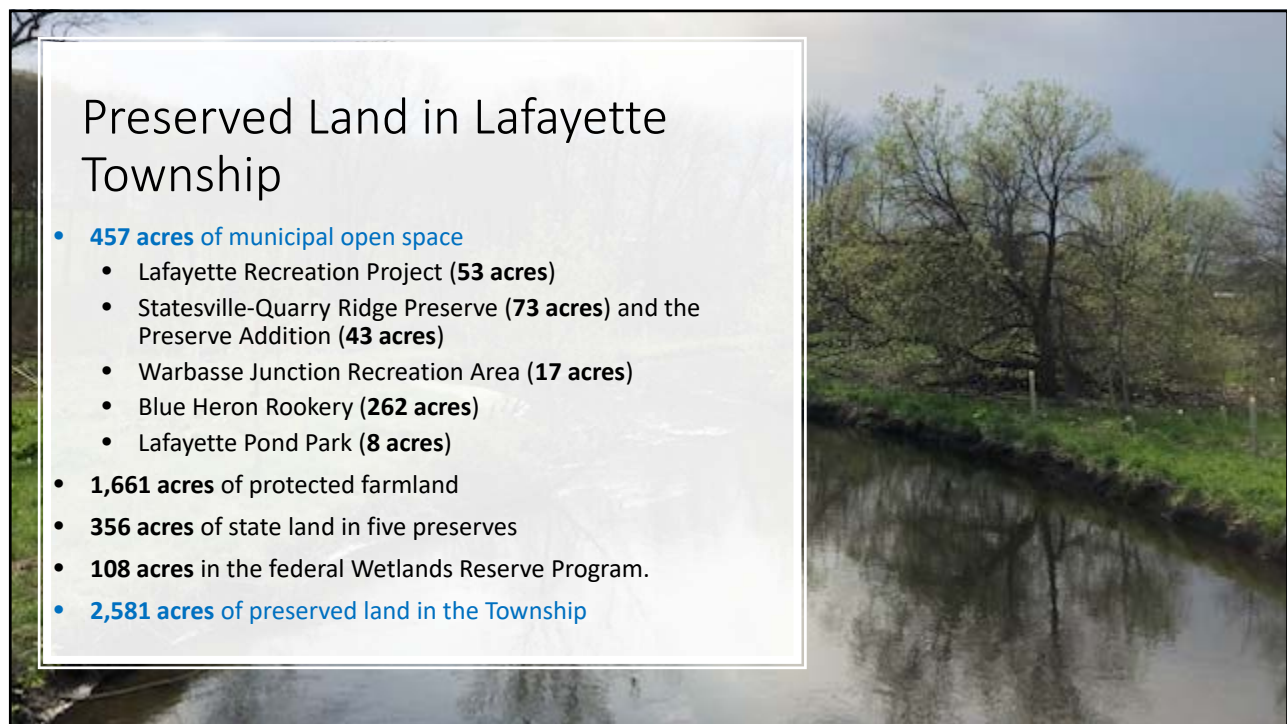 Preserved Land in Lafayette
Township
• 457 acres of municipal open space
• Lafayette Recreation Project (53 acres)
• Statesville-Quarry Ridge Preserve (73 acres) and the
Preserve Addition (43 acres)
• Warbasse Junction Recreation Area (17 acres)
• Blue Heron Rookery (262 acres)
• Lafayette Pond Park (8 acres)
• 1,661 acres of protected farmland
• 356 acres of state land in five preserves
• 108 acres in the federal Wetlands Reserve Program.
• 2,581 acres of preserved land in the Township